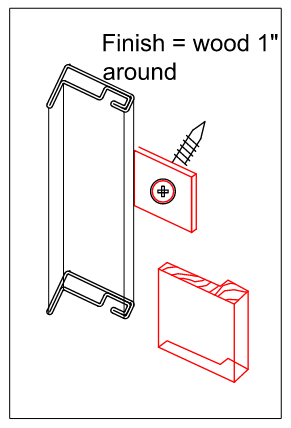 Finish = wood 1"
around